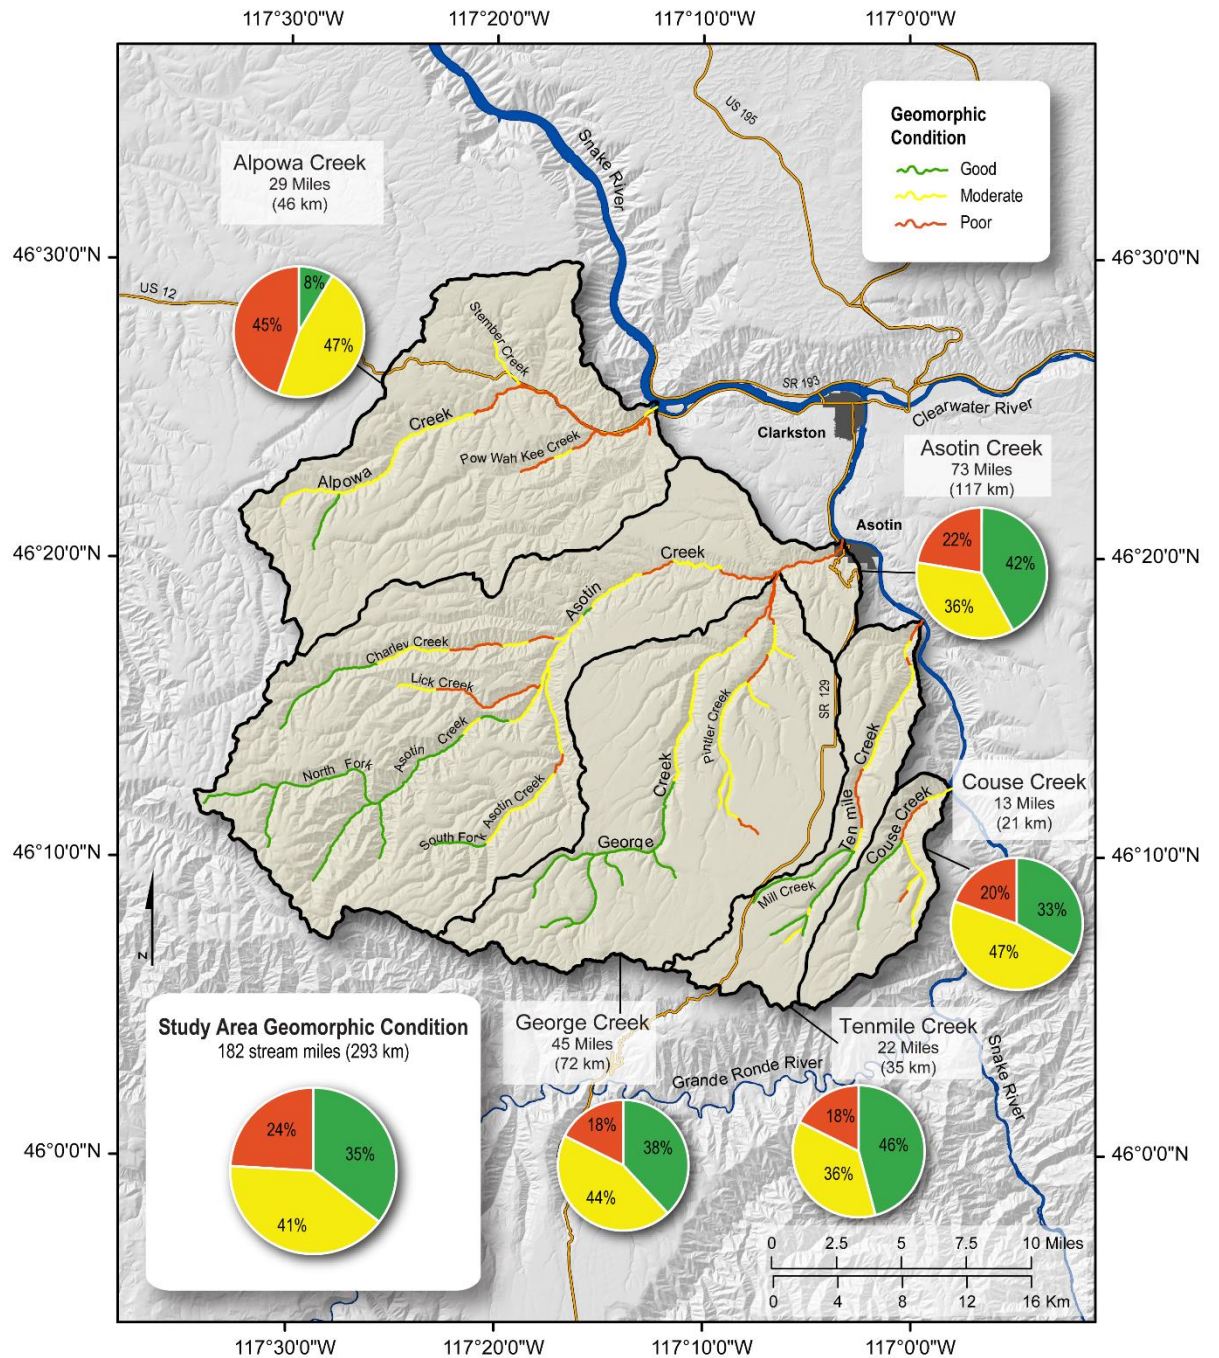 117°30'0"W
117°20'0"W
117°10'0"W
117°0'0"W
Geomorphic
Condition
Good
Moderate
Poor
US 195
Snake River
Alpowa Creek
29 Miles
(46 km)
46°30'0"N
46°30'0"N
US 12
8%
45%
47%
Stember Creek
SR 193
Clearwater River
Clarkston
Creek
Pow Wah Kee Creek
Alpowa
Asotin Creek
73 Miles
(117 km)
Asotin
22%
42%
36%
46°20'0"N
46°20'0"N
Creek
Asotin
Charley Creek
Lick Creek
SR 129
Pintler Creek
Creek
Creek
Asotin
North Fork
Creek
Asotin Creek
South Fork
George
Ten mile
Couse Creek
Mill Creek
Couse Creek
13 Miles
(21 km)
46°10'0"N
46°10'0"N
20%
33%
47%
z
Study Area Geomorphic Condition
182 stream miles (293 km)
24%
35%
41%
George Creek
45 Miles
(72 km)
Tenmile Creek
22 Miles
(35 km)
Grande Ronde River
Snake River
18%
38%
44%
18%
46%
36%
46°0'0"N
46°0'0"N
0 2.5 5 7.5 10 Miles
0 4 8 12 16 Km
117°30'0"W
117°20'0"W
117°10'0"W
117°0'0"W